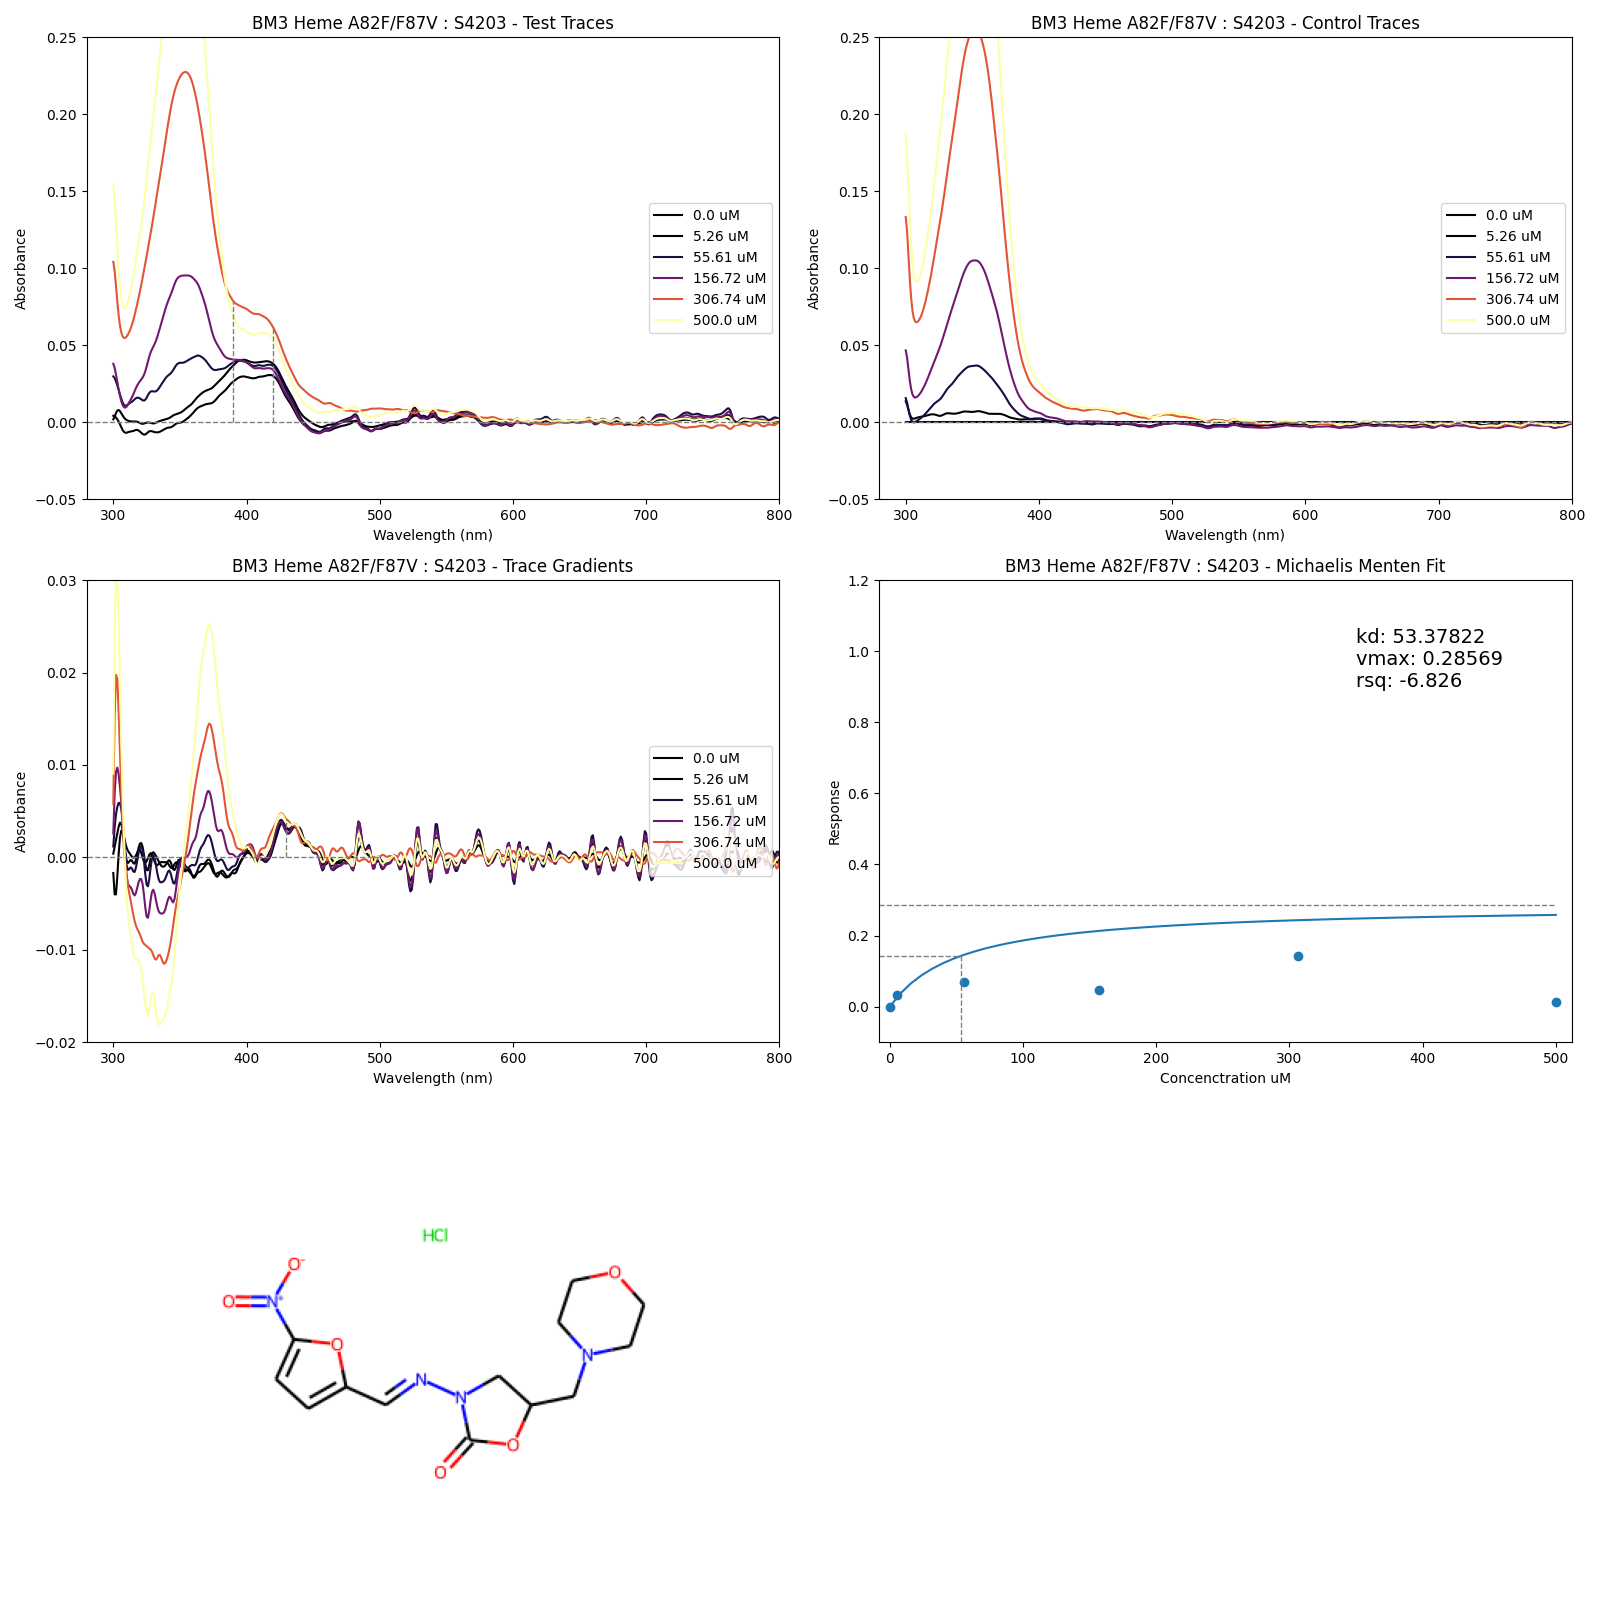 BM3 Heme A82F/F87V : S4203 - Test Traces
0.25
0.20
0.15
0.10
0.05
0.00
−0.05
Absorbance
300 400 500 600 700 800
Wavelength (nm)
0.0 uM
5.26 uM
55.61 uM
156.72 uM
306.74 uM
500.0 uM
BM3 Heme A82F/F87V : S4203 - Control Traces
0.25
0.20
0.15
0.10
0.05
0.00
−0.05
Absorbance
300 400 500 600 700 800
Wavelength (nm)
0.0 uM
5.26 uM
55.61 uM
156.72 uM
306.74 uM
500.0 uM
BM3 Heme A82F/F87V : S4203 - Trace Gradients
0.03
0.02
0.01
0.00
−0.01
−0.02
Absorbance
300 400 500 600 700 800
Wavelength (nm)
0.0 uM
5.26 uM
55.61 uM
156.72 uM
306.74 uM
500.0 uM
BM3 Heme A82F/F87V : S4203 - Michaelis Menten Fit
1.2
1.0
0.8
0.6
0.4
0.2
0.0
Response
kd: 53.37822
vmax: 0.28569
rsq: -6.826
0 100 200 300 400 500
Concenctration uM
HCl
O-
O
N+
O
O
N
N
N
O
O